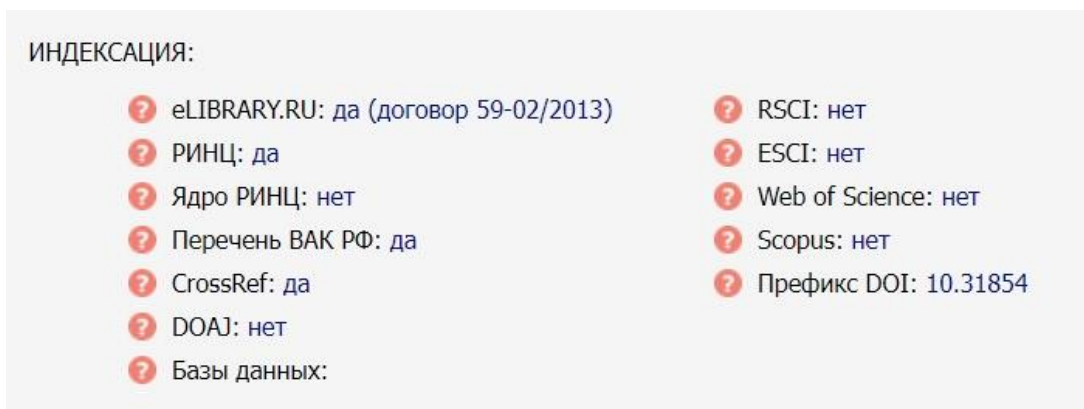 ИНДЕКСАЦИЯ:
eLIBRARY.RU: да (договор 59-02/2013)
РИНЦ: да
Ядро РИНЦ: нет
Перечень ВАК РФ: да
CrossRef: да
DOAJ: нет
Базы данных:
RSCI: нет
ESCI: нет
Web of Science: нет
Scopus: нет
Префикс DOI: 10.31854